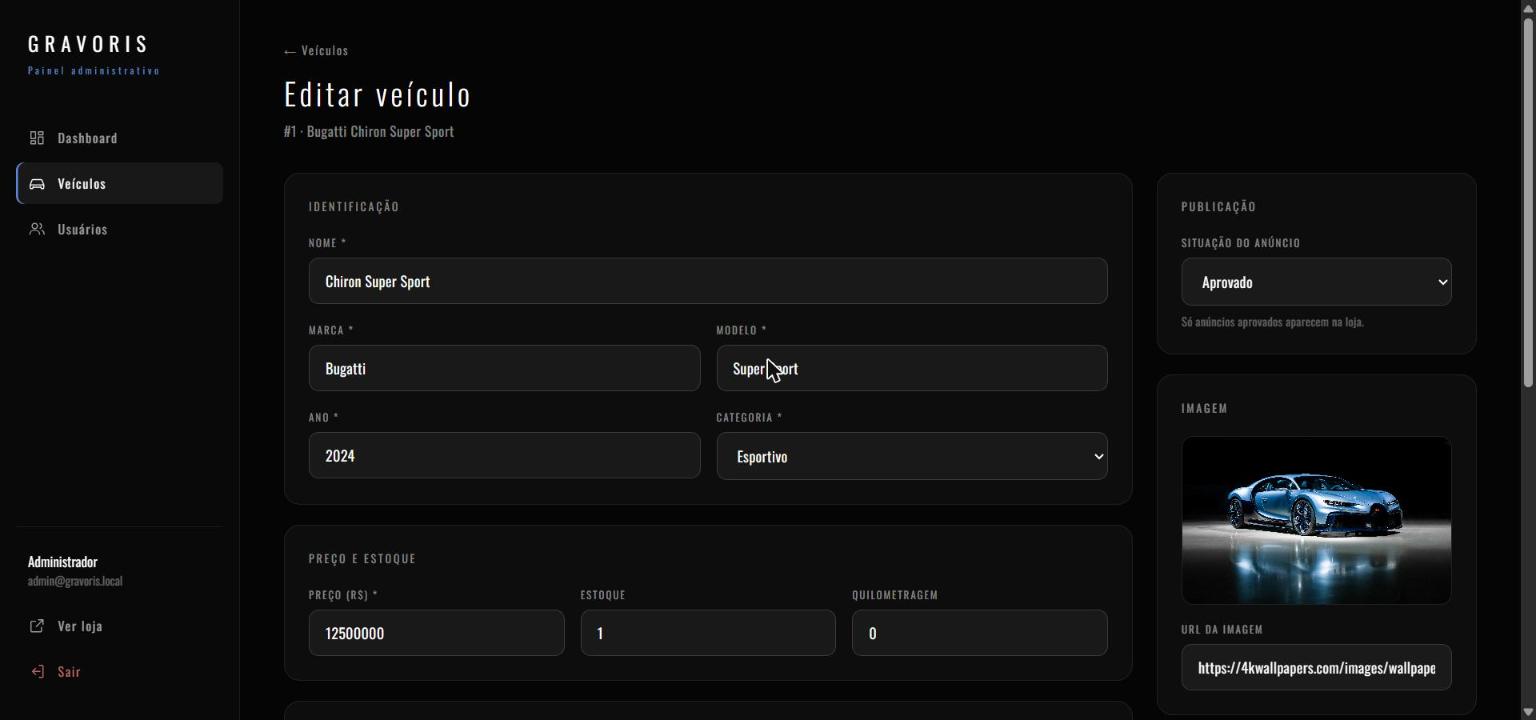 GRAVORIS
Painel administrativo
Dashboard
Veículos
Usuários
Administrador
admin@gravoris.local
Ver loja
Sair
← Veículos
Editar veículo
#1 · Bugatti Chiron Super Sport
IDENTIFICAÇÃO
NOME *
Chiron Super Sport
MARCA *
Bugatti
MODELO *
Super Sport
ANO *
2024
CATEGORIA *
Esportivo
PREÇO E ESTOQUE
PREÇO (R$) *
12500000
ESTOQUE
1
QUILOMETRAGEM
0
PUBLICAÇÃO
SITUAÇÃO DO ANÚNCIO
Aprovado
Só anúncios aprovados aparecem na loja.
IMAGEM
URL DA IMAGEM
https://4kwallpapers.com/images/wallpape